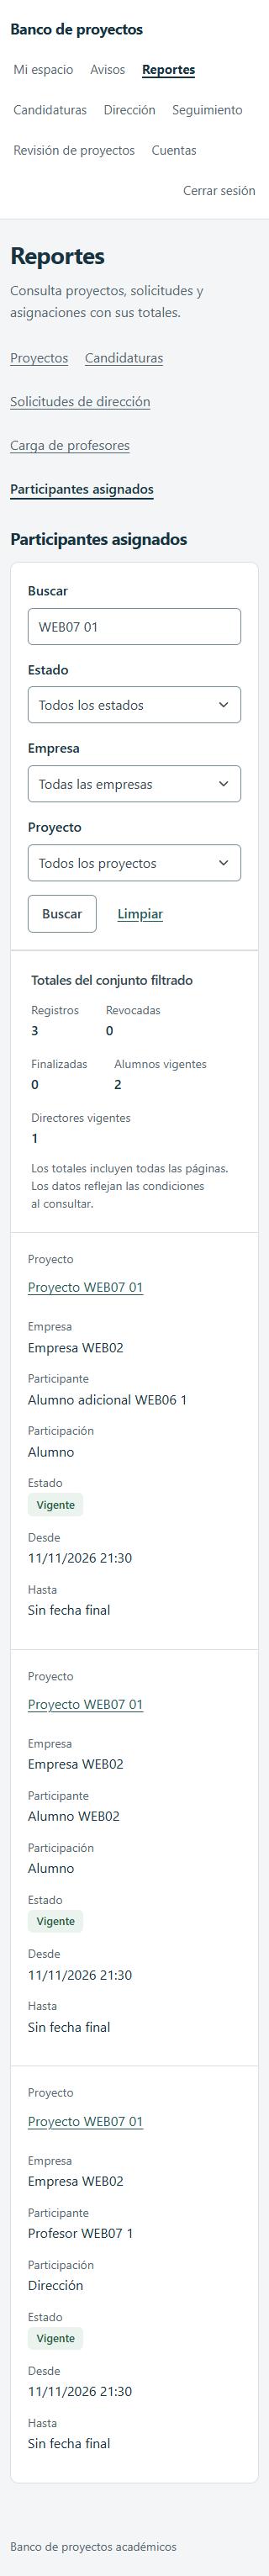 Banco de proyectos
Mi espacio Avisos Reportes
Candidaturas Dirección Seguimiento
Revisión de proyectos Cuentas
Cerrar sesión
Reportes
Consulta proyectos, solicitudes y
asignaciones con sus totales.
Proyectos Candidaturas
Solicitudes de dirección
Carga de profesores
Participantes asignados
Participantes asignados
Buscar
WEB07 01
Estado
Todos los estados
Empresa
Todas las empresas
Proyecto
Todos los proyectos
Buscar Limpiar
Totales del conjunto filtrado
Registros Revocadas
3 0
Finalizadas Alumnos vigentes
0 2
Directores vigentes
1
Los totales incluyen todas las páginas.
Los datos reflejan las condiciones
al consultar.
Proyecto
Proyecto WEB07 01
Empresa
Empresa WEB02
Participante
Alumno adicional WEB06 1
Participación
Alumno
Estado
Vigente
Desde
11/11/2026 21:30
Hasta
Sin fecha final
Proyecto
Proyecto WEB07 01
Empresa
Empresa WEB02
Participante
Alumno WEB02
Participación
Alumno
Estado
Vigente
Desde
11/11/2026 21:30
Hasta
Sin fecha final
Proyecto
Proyecto WEB07 01
Empresa
Empresa WEB02
Participante
Profesor WEB07 1
Participación
Dirección
Estado
Vigente
Desde
11/11/2026 21:30
Hasta
Sin fecha final
Banco de proyectos académicos